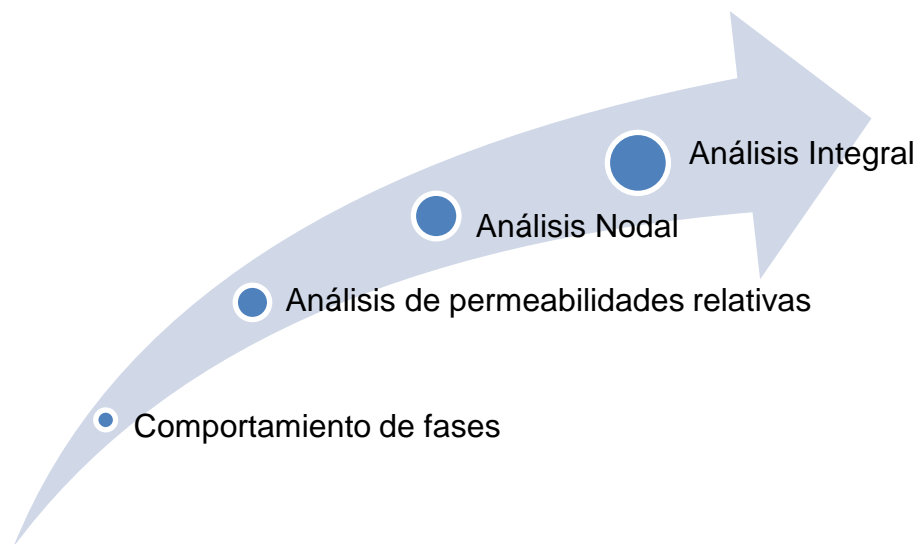 Análisis Integral
Análisis Nodal
Análisis de permeabilidades relativas
Comportamiento de fases